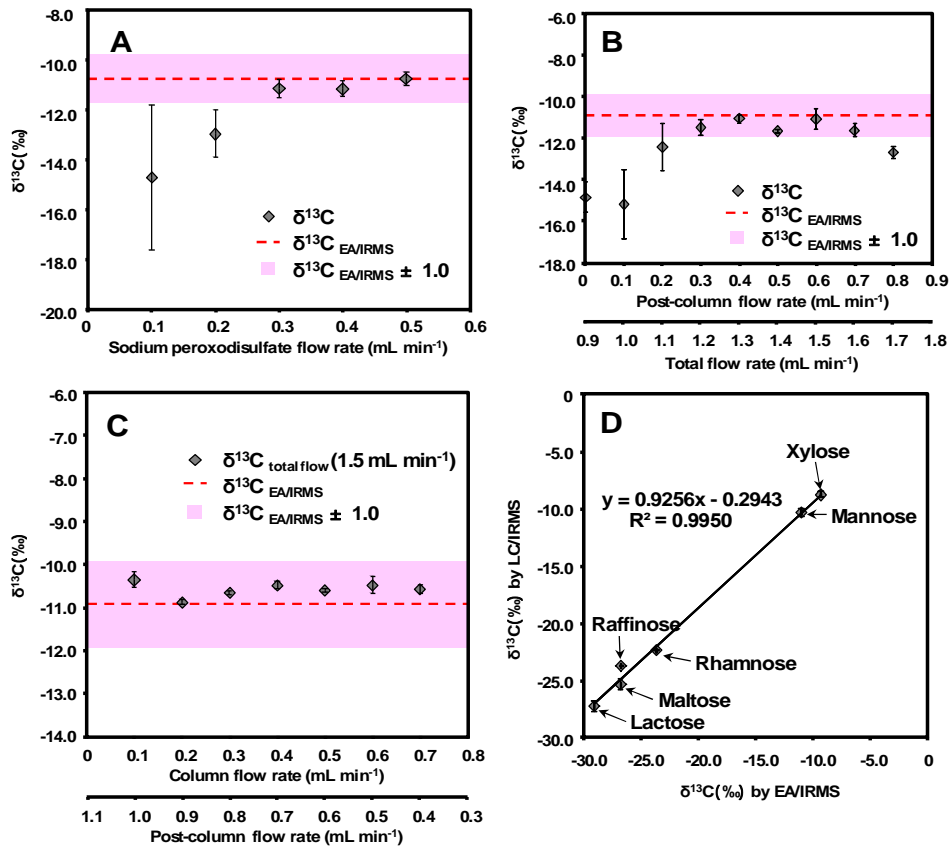 A
-8.0
-10.0
-12.0
-14.0
-16.0
-18.0
-20.0
δ¹³C(‰)
δ¹³C
δ¹³C EA/IRMS
δ¹³C EA/IRMS ± 1.0
0 0.1 0.2 0.3 0.4 0.5 0.6
Sodium peroxodisulfate flow rate (mL min⁻¹)
B
-6.0
-8.0
-10.0
-12.0
-14.0
-16.0
-18.0
δ¹³C(‰)
δ¹³C
δ¹³C EA/IRMS
δ¹³C EA/IRMS ± 1.0
0 0.1 0.2 0.3 0.4 0.5 0.6 0.7 0.8 0.9
Post-column flow rate (mL min⁻¹)
0.9 1.0 1.1 1.2 1.3 1.4 1.5 1.6 1.7 1.8
Total flow rate (mL min⁻¹)
C
-6.0
-7.0
-8.0
-9.0
-10.0
-11.0
-12.0
-13.0
-14.0
δ¹³C(‰)
δ¹³C total flow (1.5 mL min⁻¹)
δ¹³C EA/IRMS
δ¹³C EA/IRMS ± 1.0
0 0.1 0.2 0.3 0.4 0.5 0.6 0.7 0.8
Column flow rate (mL min⁻¹)
1.1 1.0 0.9 0.8 0.7 0.6 0.5 0.4 0.3
Post-column flow rate (mL min⁻¹)
D
0
-5.0
-10.0
-15.0
-20.0
-25.0
-30.0
δ¹³C(‰) by LC/IRMS
Xylose
y = 0.9256x - 0.2943
R² = 0.9950
Mannose
Raffinose
Rhamnose
Maltose
Lactose
-30.0 -25.0 -20.0 -15.0 -10.0 -5.0 0
δ¹³C(‰) by EA/IRMS